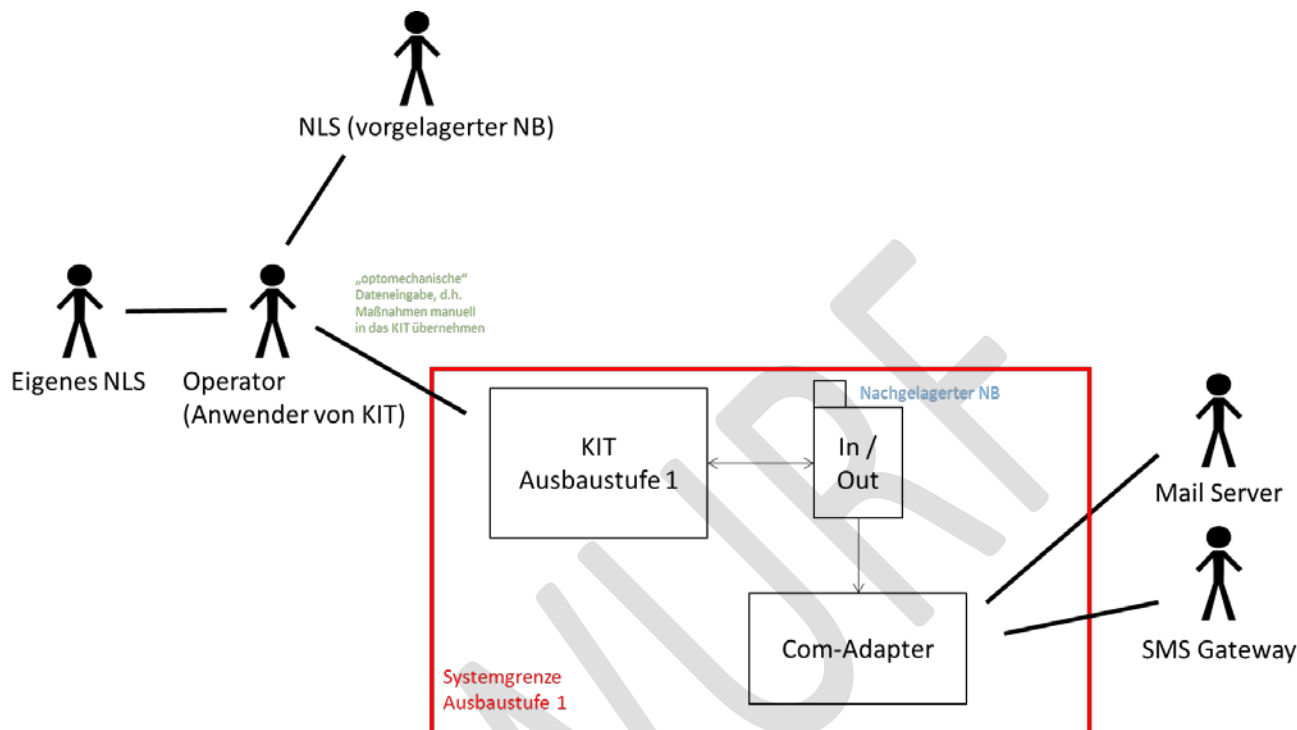 NLS (vorgelagerter NB)
„optomechanische“
Dateneingabe, d.h.
Maßnahmen manuell
in das KIT übernehmen
Eigenes NLS
Operator
(Anwender von KIT)
Nachgelagerter NB
KIT
Ausbaustufe 1
In /
Out
Mail Server
Com-Adapter
SMS Gateway
Systemgrenze
Ausbaustufe 1
WURF